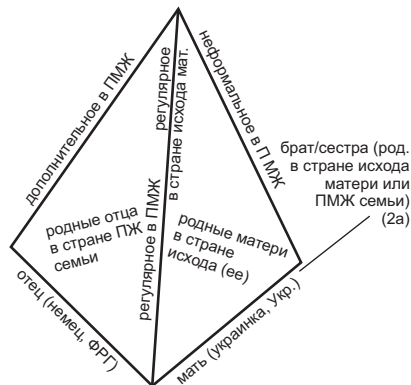 дополнительное в ПМЖ
регулярное
в стране исхода мат.
неформальное в П МЖ
брат/сестра (род.
в стране исхода
матери или
ПМЖ семьи)
(2а)
родные отца
в стране ПЖ
семьи
регулярное в ПМЖ
родные матери
в стране
исхода (ее)
отец (немец, ФРГ)
мать (украинка, Укр.)